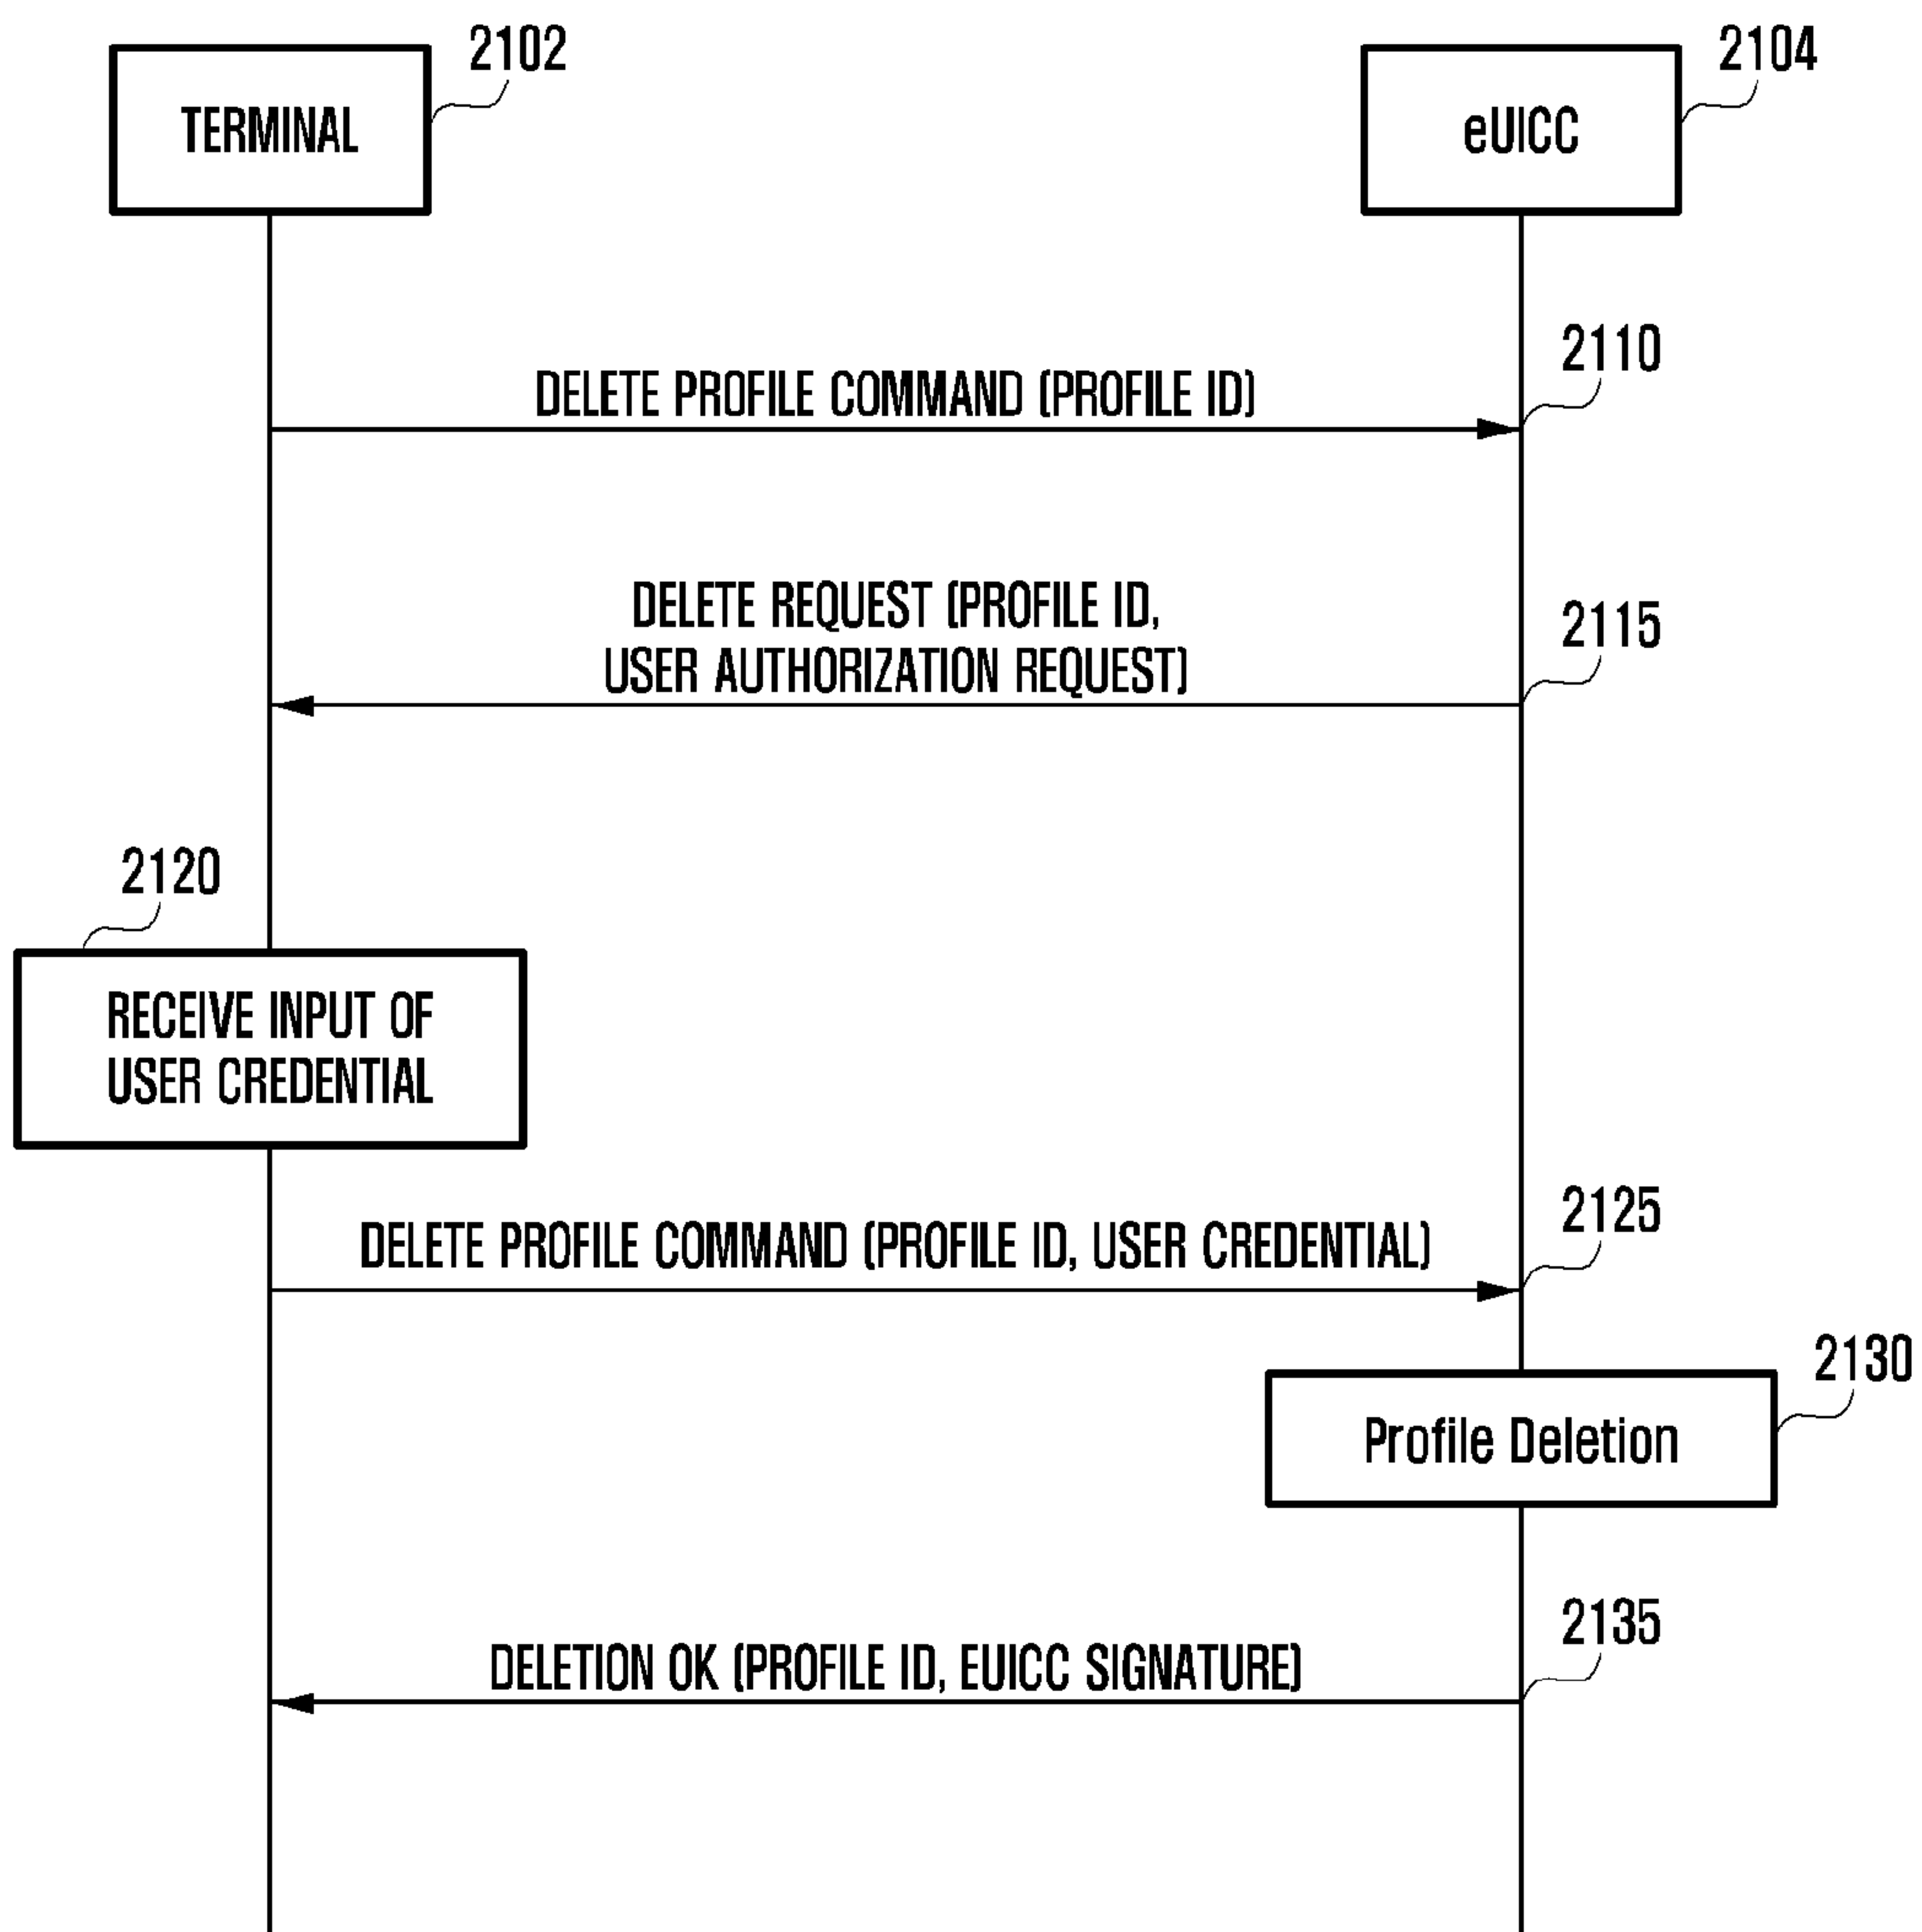 2102
2104
TERMINAL
eUICC
2110
DELETE PROFILE COMMAND (PROFILE ID)
DELETE REQUEST (PROFILE ID,
USER AUTHORIZATION REQUEST)
2115
2120
RECEIVE INPUT OF
USER CREDENTIAL
2125
DELETE PROFILE COMMAND (PROFILE ID, USER CREDENTIAL)
2130
Profile Deletion
2135
DELETION OK (PROFILE ID, EUICC SIGNATURE)